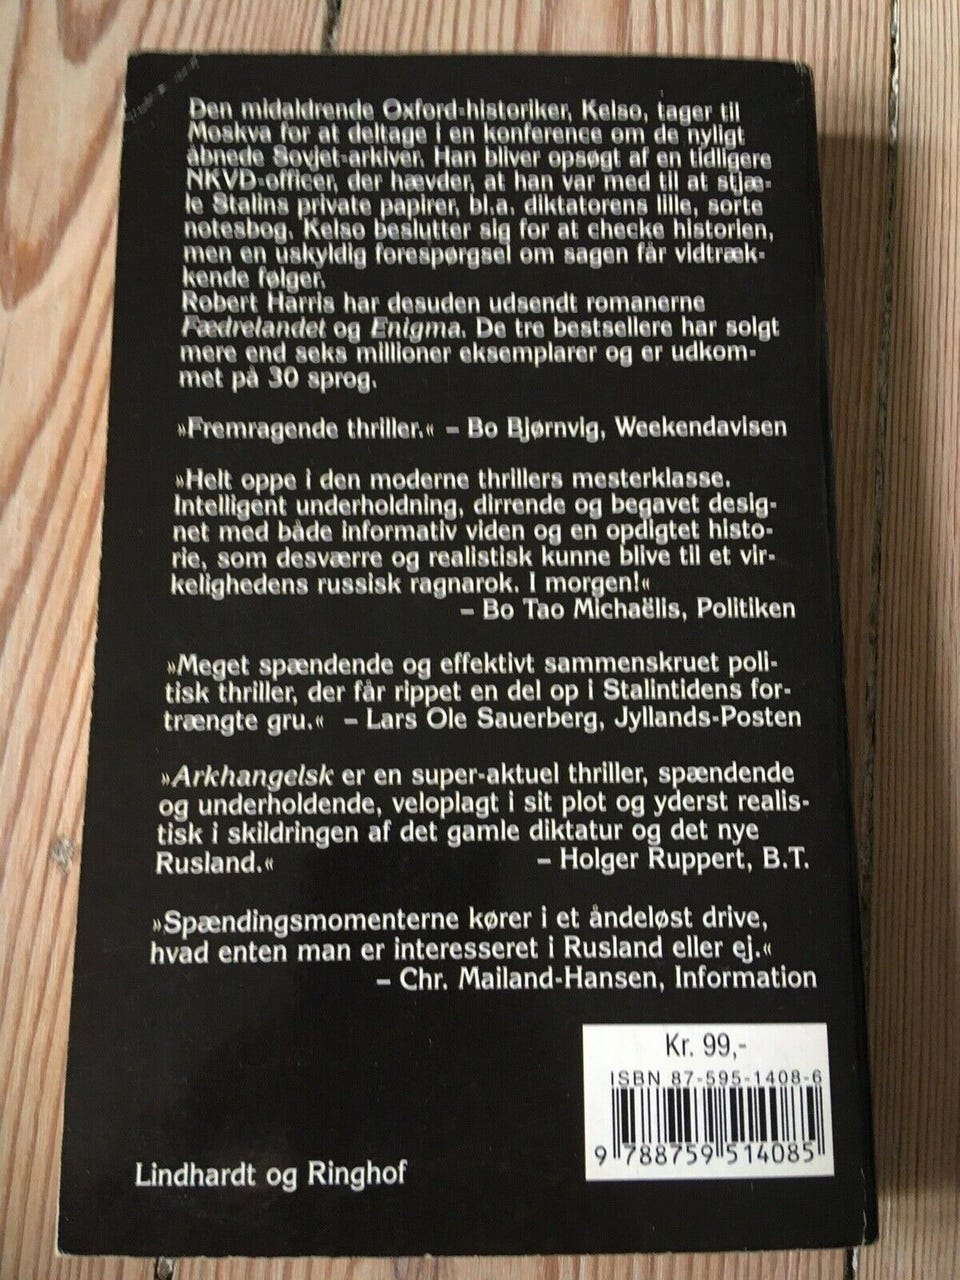 Den midaldrende Oxford-historiker, Kelso, tager til
Moskva for at deltage i en konference om de nyligt
åbnede Sovjet-arkiver. Han bliver opsøgt af en tidligere
NKVD-officer, der hævder, at han var med til at stjæ-
le Stalins private papirer, bl.a. diktatorens lille, sorte
notesbog. Kelso beslutter sig for at checke historien,
men en uskyldig forespørgsel om sagen får vidtræk-
kende følger.
Robert Harris har desuden udsendt romanerne
Fædrelandet og Enigma. De tre bestsellere har solgt
mere end seks millioner eksemplarer og er udkom-
met på 30 sprog.
»Fremragende thriller.« – Bo Bjørnvig, Weekendavisen
»Helt oppe i den moderne thrillers mesterklasse.
Intelligent underholdning, dirrende og begavet desig-
net med både informativ viden og en opdigtet histo-
rie, som desværre og realistisk kunne blive til et vir-
kelighedens russisk ragnarok. I morgen!«
– Bo Tao Michaëlis, Politiken
»Meget spændende og effektivt sammenskruet poli-
tisk thriller, der får rippet en del op i Stalintidens for-
trængte gru.« – Lars Ole Sauerberg, Jyllands-Posten
»Arkhangelsk er en super-aktuel thriller, spændende
og underholdende, veloplagt i sit plot og yderst realis-
tisk i skildringen af det gamle diktatur og det nye
Rusland.« – Holger Ruppert, B.T.
»Spændingsmomenterne kører i et åndeløst drive,
hvad enten man er interesseret i Rusland eller ej.«
– Chr. Mailand-Hansen, Information
Kr. 99,-
ISBN 87-595-1408-6
9 788759 514085
Lindhardt og Ringhof